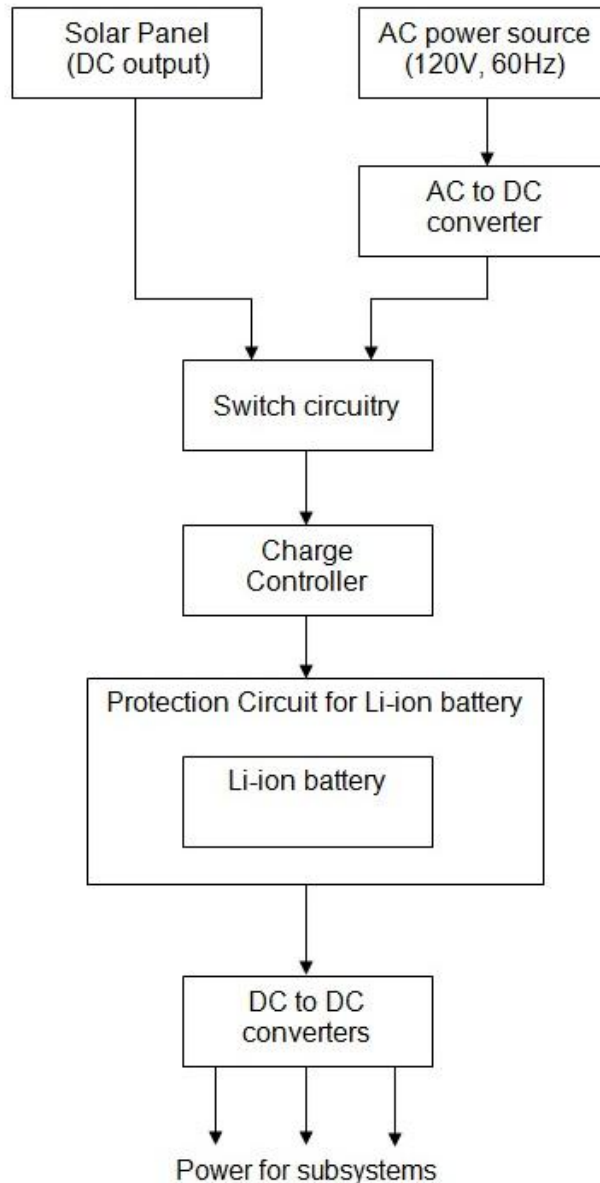 Solar Panel
(DC output)
AC power source
(120V, 60Hz)
AC to DC
converter
Switch circuitry
Charge
Controller
Protection Circuit for Li-ion battery
Li-ion battery
DC to DC
converters
Power for subsystems